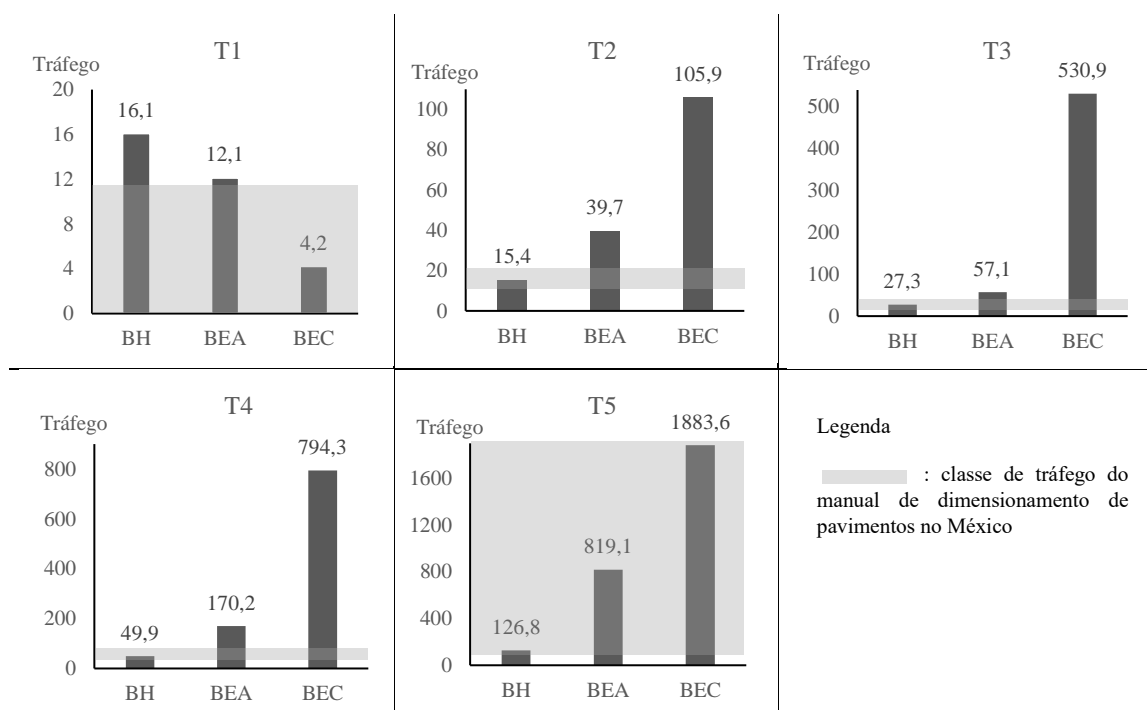 T1
Tráfego
20
16
12
8
4
0
16,1
12,1
4,2
BH BEA BEC
T2
Tráfego
100
80
60
40
20
0
15,4
39,7
105,9
BH BEA BEC
T3
Tráfego
500
400
300
200
100
0
27,3
57,1
530,9
BH BEA BEC
T4
Tráfego
800
600
400
200
0
49,9
170,2
794,3
BH BEA BEC
T5
Tráfego
1600
1200
800
400
0
126,8
819,1
1883,6
BH BEA BEC
Legenda
: classe de tráfego do
manual de dimensionamento de
pavimentos no México